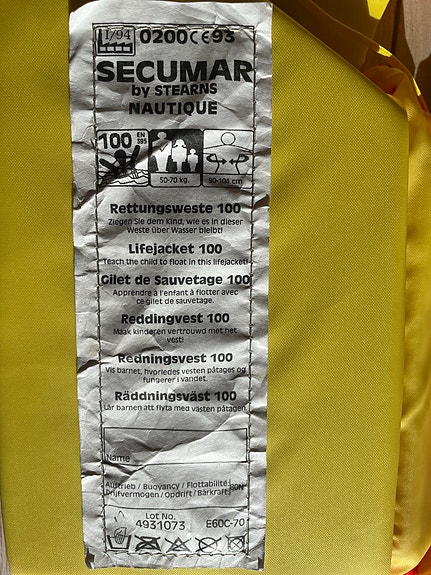 1/94 0200 CE 93
SECUMAR
by STEARNS
NAUTIQUE
100 EN 395
50-70 kg. 90-104 cm
Rettungsweste 100
Ziegen Sie dem Kind, wie es in dieser
Weste über Wasser bleibt!
Lifejacket 100
Teach the child to float in this lifejacket!
Gilet de Sauvetage 100
Apprendre à l'enfant à flotter avec
ce gilet de sauvetage.
Reddingvest 100
Maak kinderen vertrouwd met het
vest!
Redningsvest 100
Vis barnet, hvorledes vesten påtages og
fungerer i vandet.
Räddningsväst 100
Lär barnen att flyta med västen påtagen.
Name
Auftrieb / Buoyancy / Flottabilité:
Drijfvermogen / Opdrift / Bärkraft:
80N
Lot No.
4931073 E60C-70